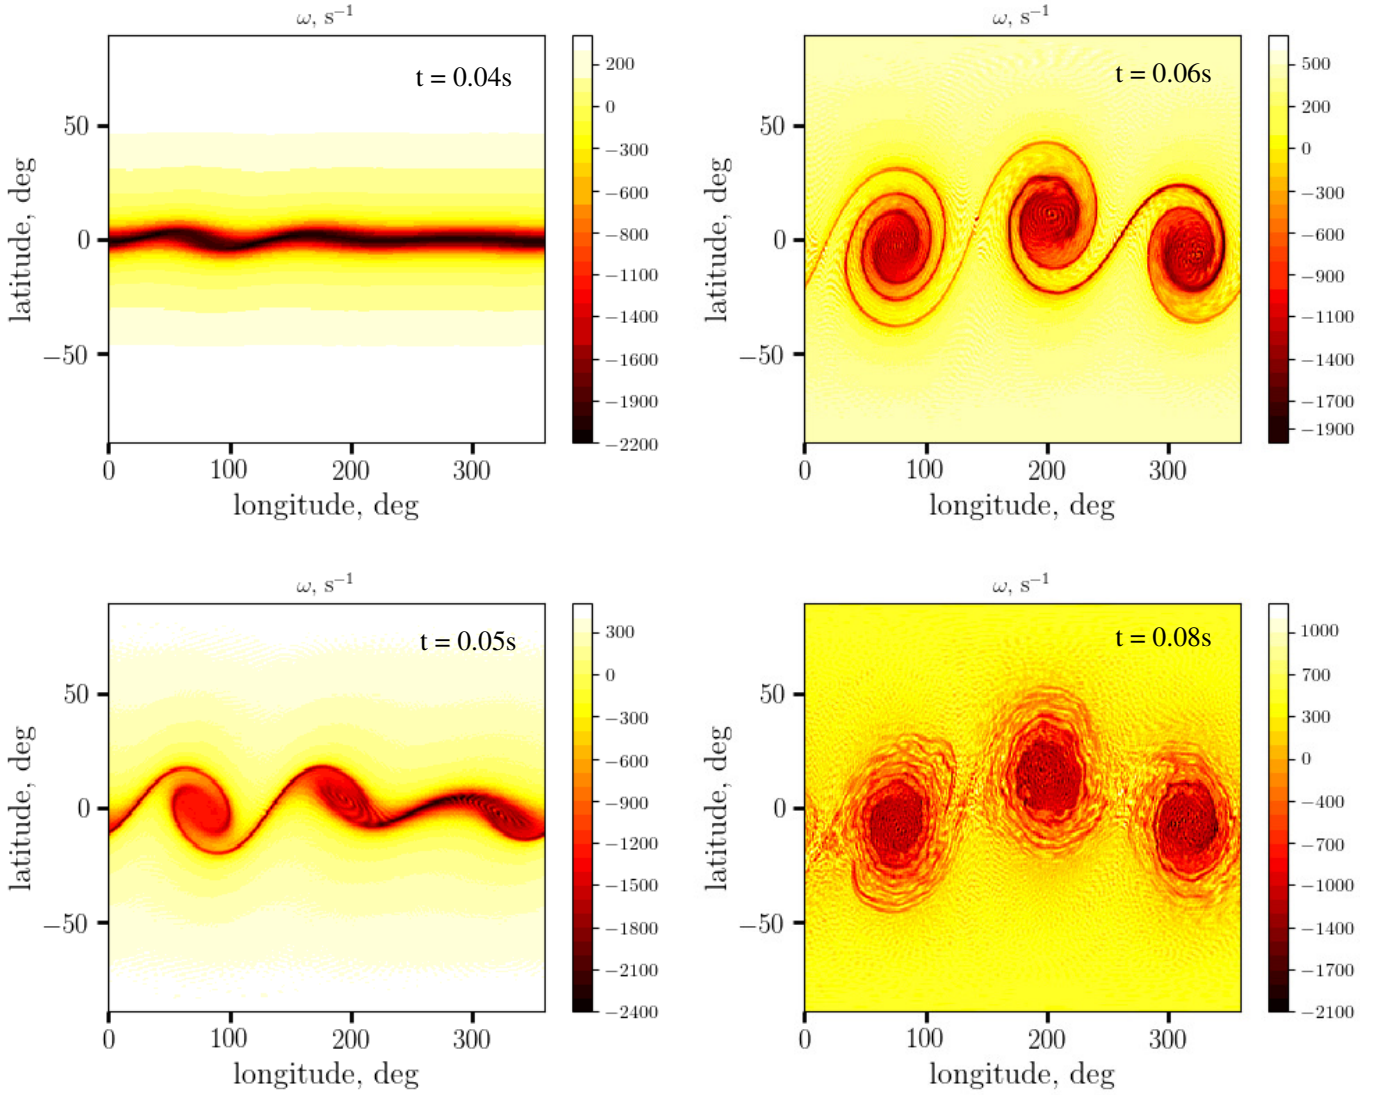 ω, s⁻¹
t = 0.04s
latitude, deg
50
0
−50
0 100 200 300
longitude, deg
200
0
−300
−600
−800
−1100
−1400
−1600
−1900
−2200
ω, s⁻¹
t = 0.06s
latitude, deg
50
0
−50
0 100 200 300
longitude, deg
500
200
0
−300
−600
−900
−1100
−1400
−1700
−1900
ω, s⁻¹
t = 0.05s
latitude, deg
50
0
−50
0 100 200 300
longitude, deg
300
0
−300
−600
−900
−1200
−1500
−1800
−2100
−2400
ω, s⁻¹
t = 0.08s
latitude, deg
50
0
−50
0 100 200 300
longitude, deg
1000
700
300
0
−400
−700
−1000
−1400
−1700
−2100